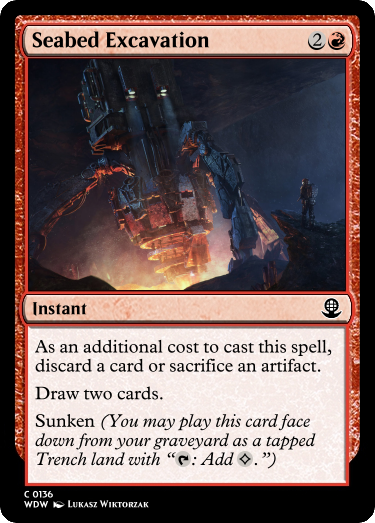 Seabed Excavation 2
Instant
As an additional cost to cast this spell,
discard a card or sacrifice an artifact.
Draw two cards.
Sunken (You may play this card face
down from your graveyard as a tapped
Trench land with “: Add .”)
C 0136
WDW Lukasz Wiktorzak